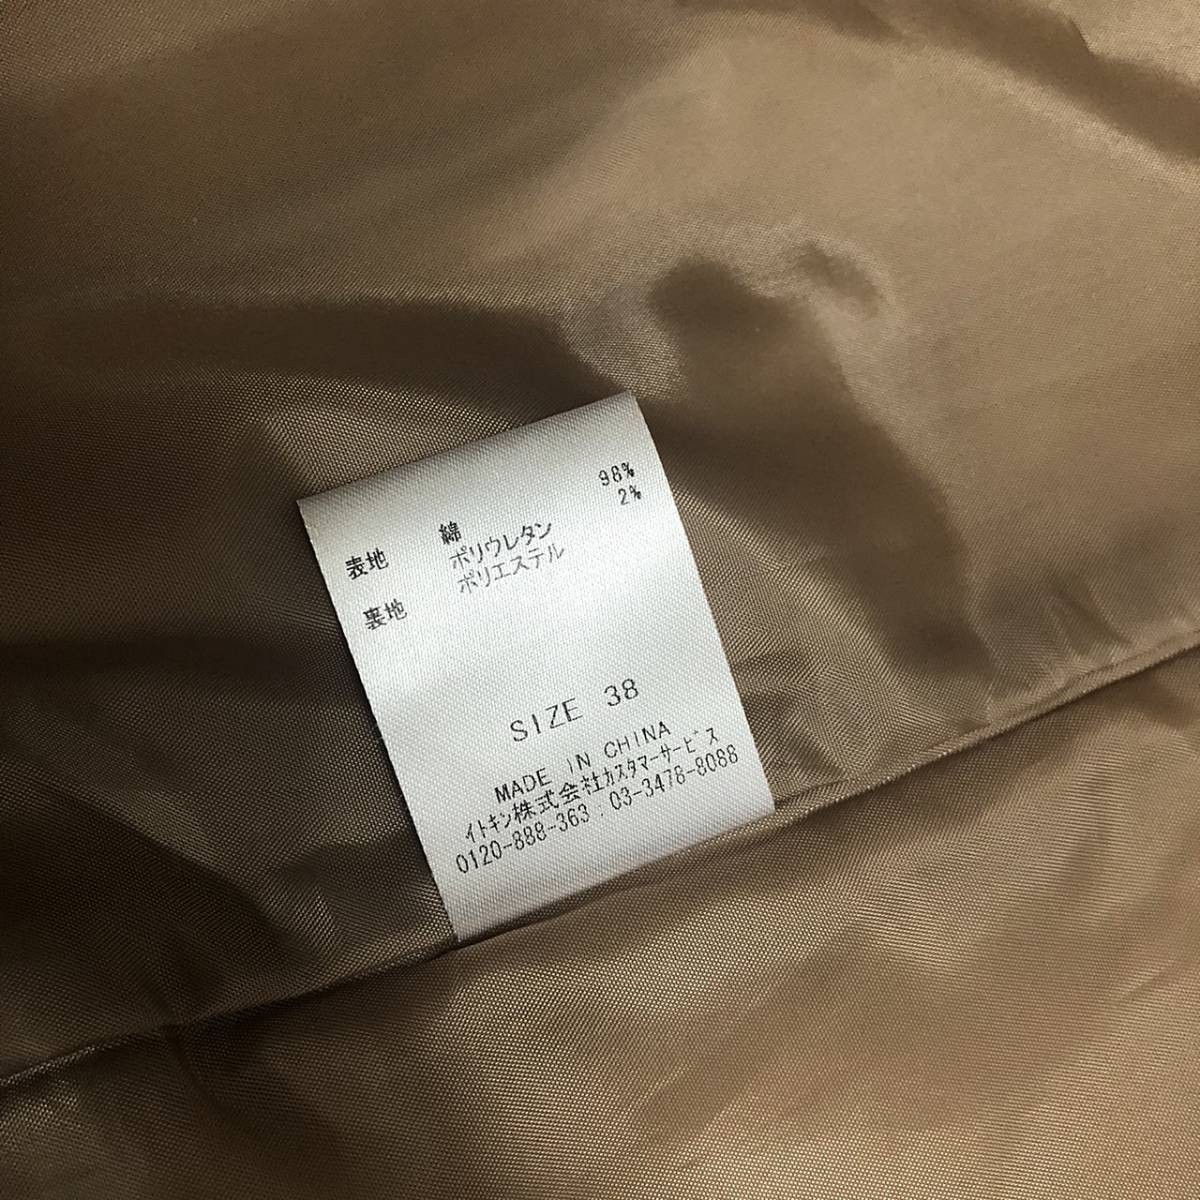 表地 綿 98%
ポリウレタン 2%
裏地 ポリエステル
SIZE 38
MADE IN CHINA
イトキン株式会社カスタマーサービス
0120-888-363 . 03-3478-8088